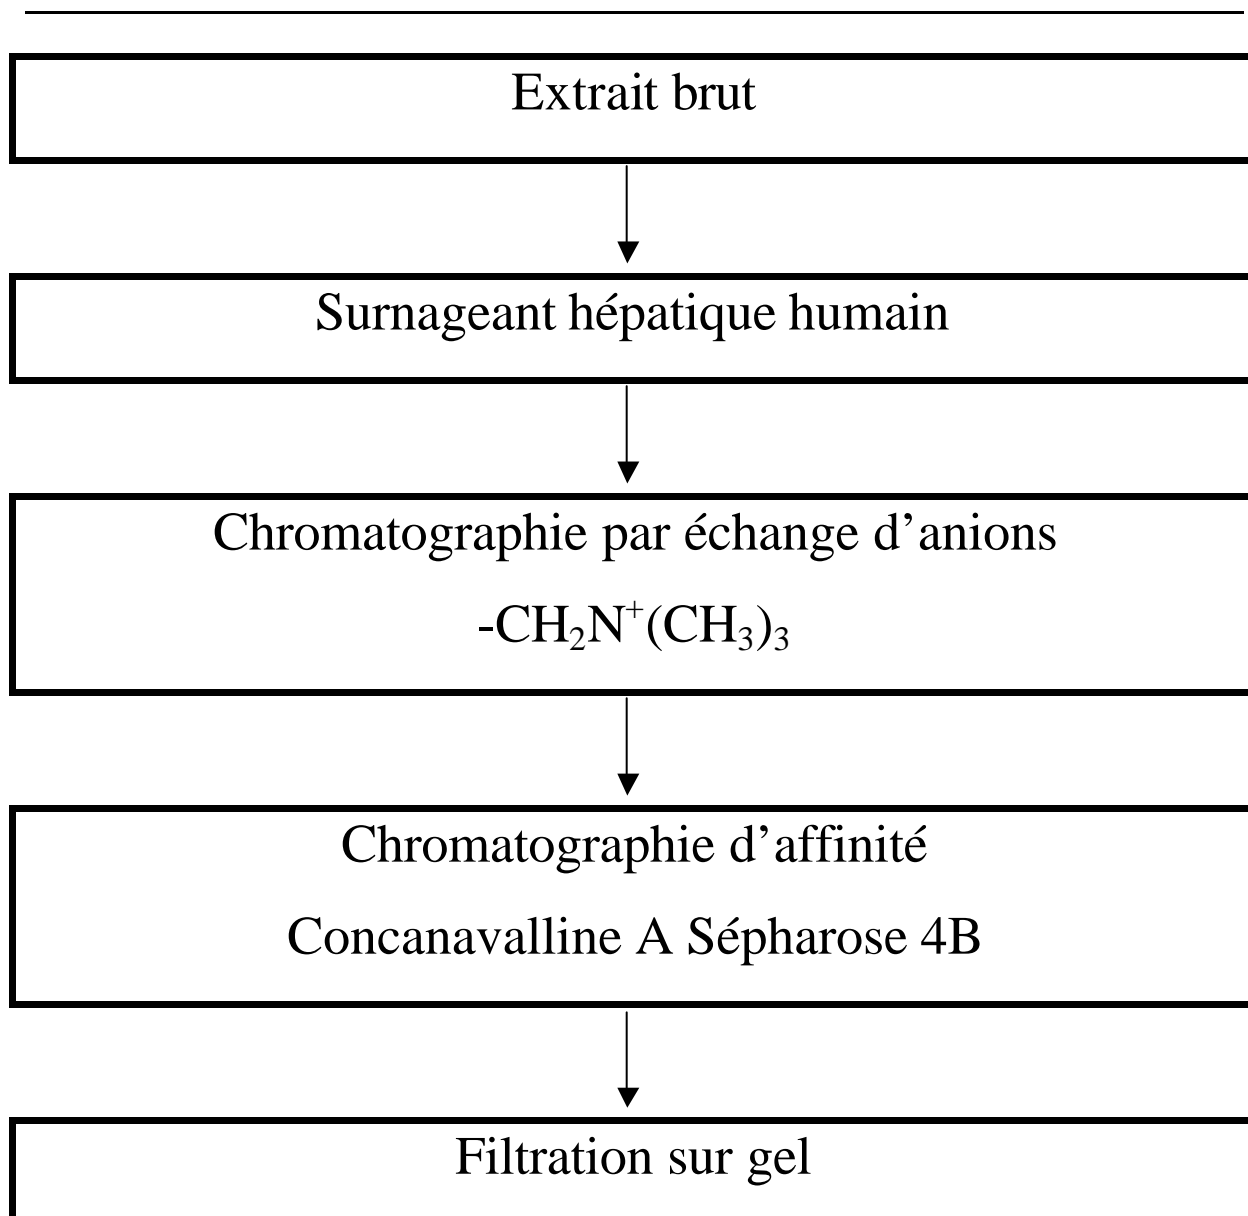 Extrait brut
Surnageant hépatique humain
Chromatographie par échange d’anions
-CH₂N⁺(CH₃)₃
Chromatographie d’affinité
Concanavalline A Sépharose 4B
Filtration sur gel